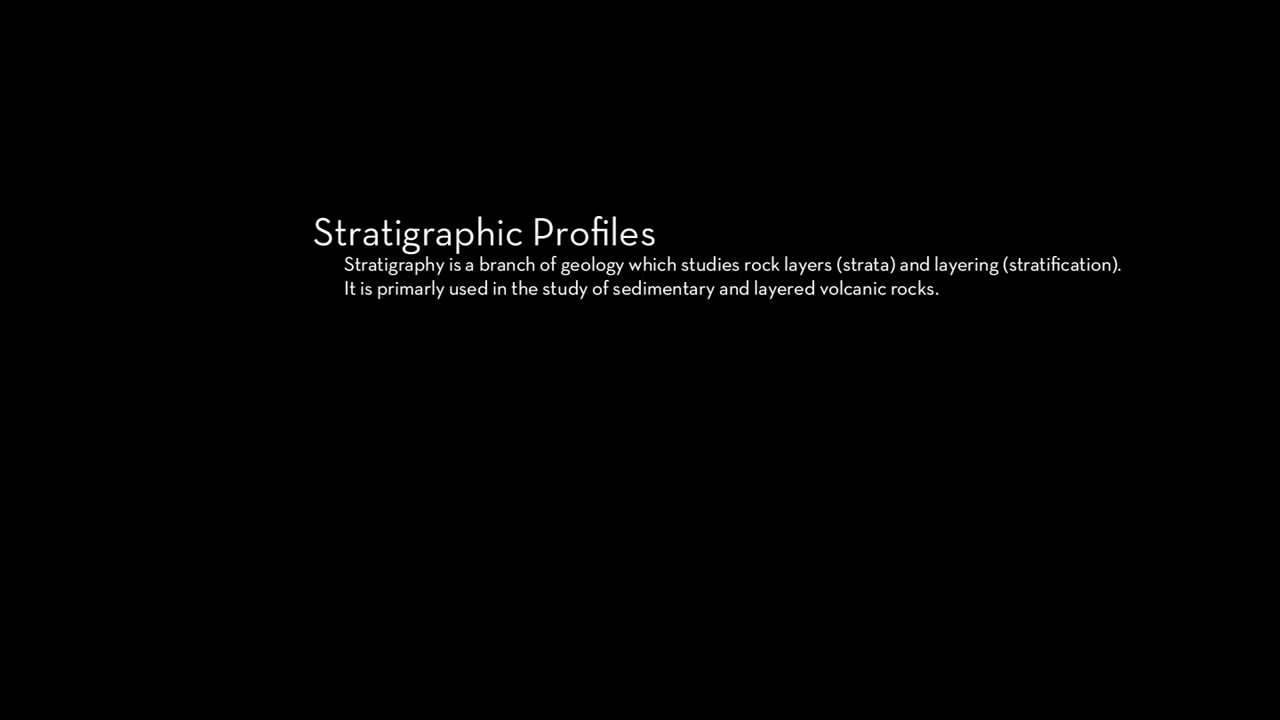 Stratigraphic Profiles
Stratigraphy is a branch of geology which studies rock layers (strata) and layering (stratification).
It is primarly used in the study of sedimentary and layered volcanic rocks.